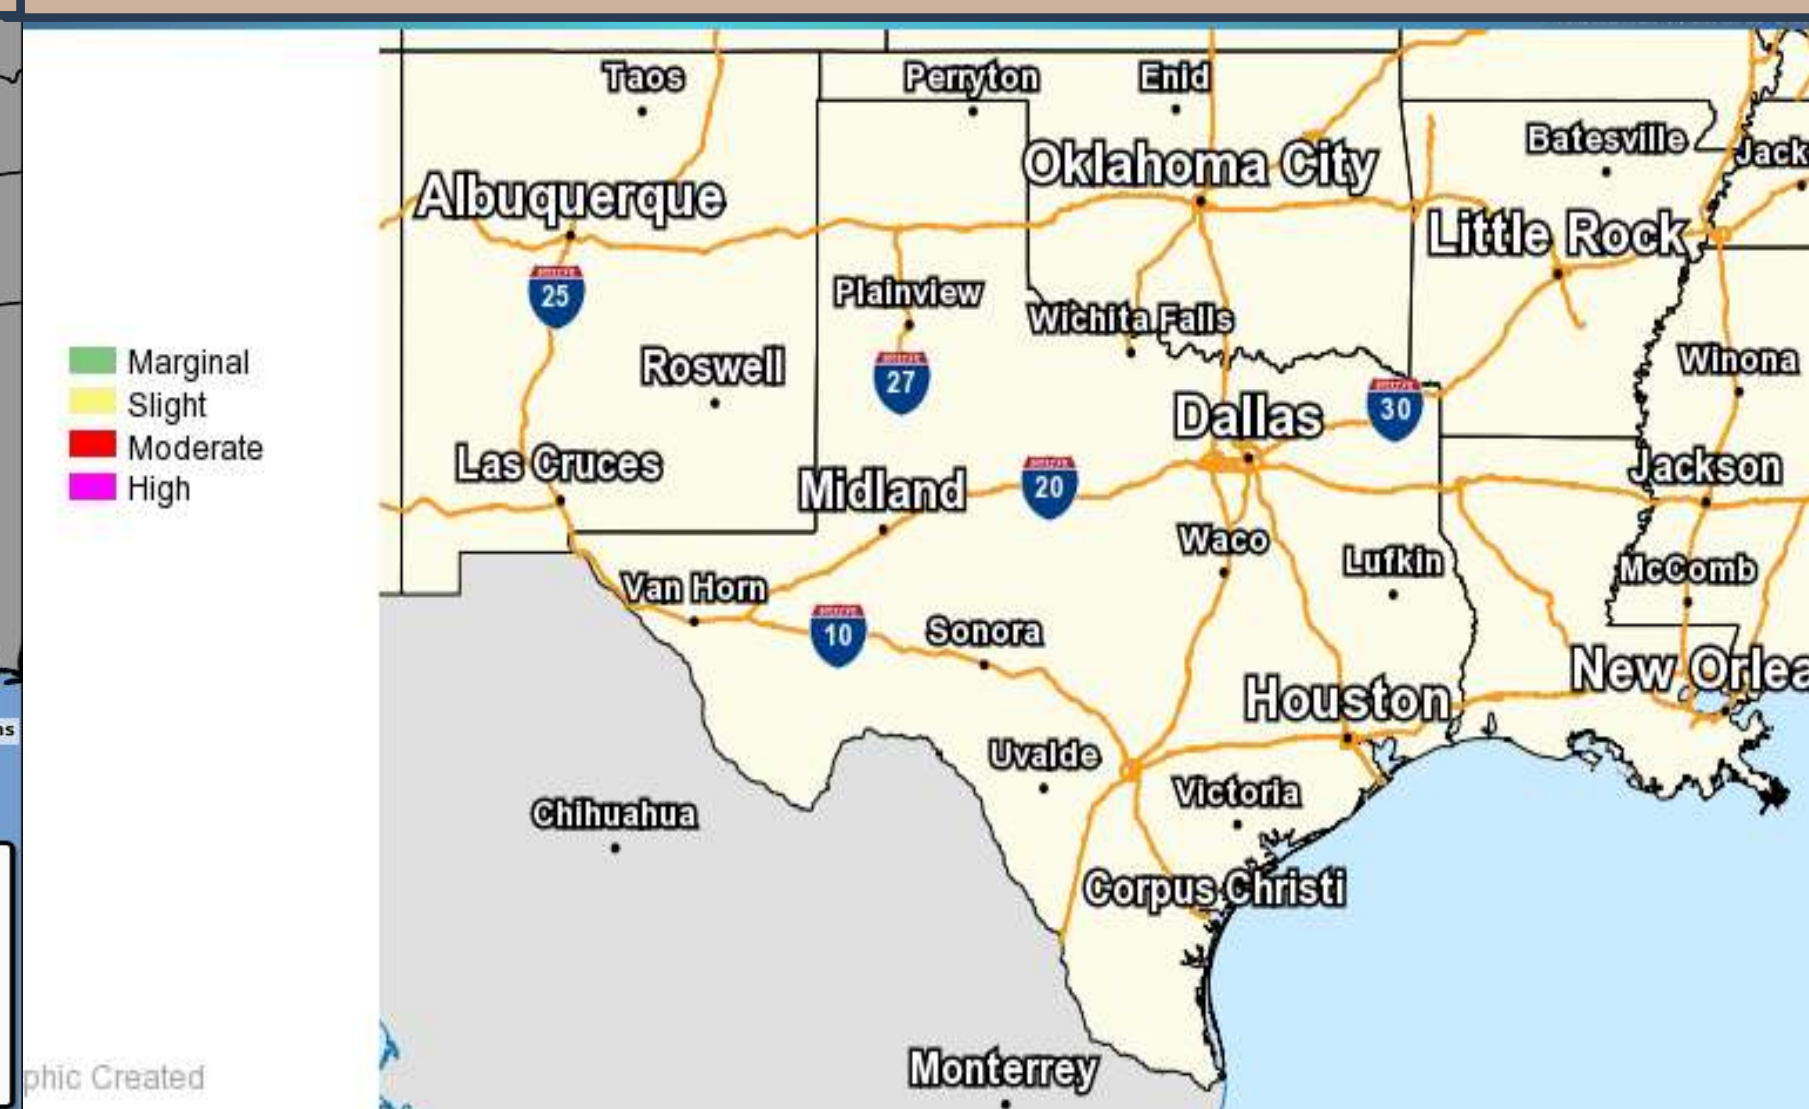 Taos
Perryton
Enid
Batesville
Jack
Oklahoma City
Albuquerque
Little Rock
25
Plainview
Wichita Falls
Winona
Marginal
Roswell
27
30
Slight
Dallas
Moderate
Las Cruces
Jackson
High
Midland
20
Waco
Lufkin
McComb
Van Horn
10
Sonora
New Orlea
Houston
ns
Uvalde
Victoria
Chihuahua
Corpus Christi
Monterrey
phic Created